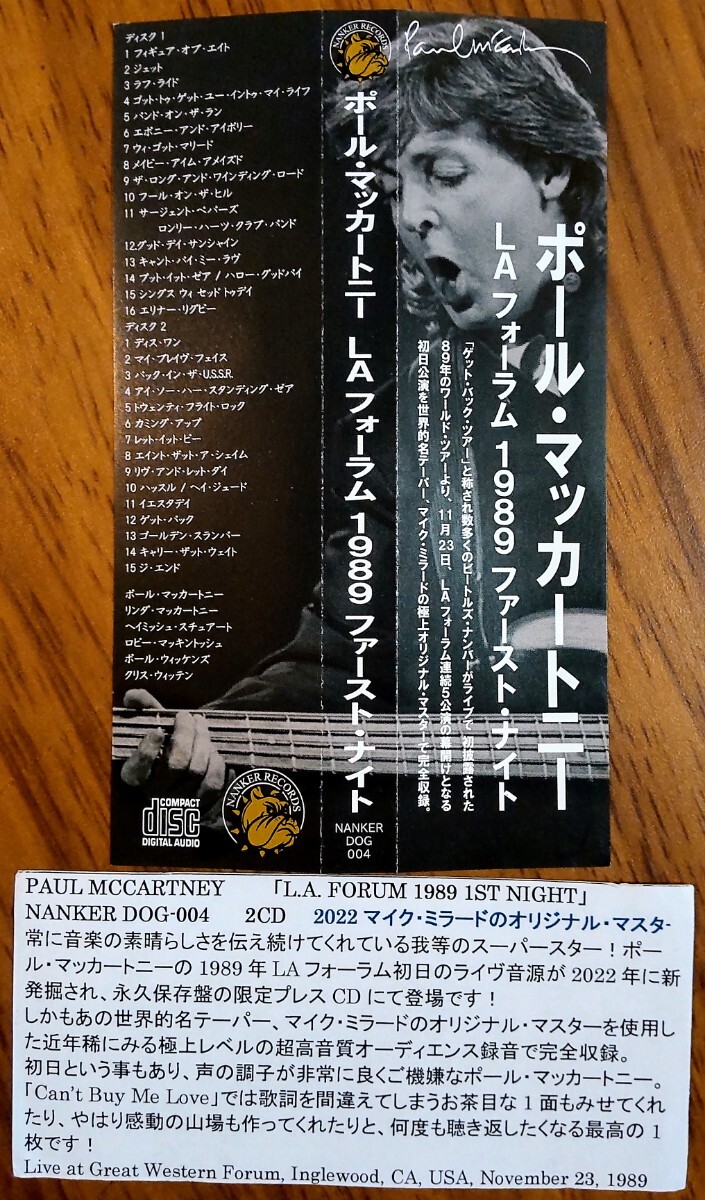 ディスク 1
1 フィギュア・オブ・エイト
2 ジェット
3 ラフ・ライド
4 ゴット・トゥ・ゲット・ユー・イントゥ・マイ・ライフ
5 バンド・オン・ザ・ラン
6 エボニー・アンド・アイボリー
7 ウィ・ゴット・マリード
8 メイビー・アイム・アメイズド
9 ザ・ロング・アンド・ワインディング・ロード
10 フール・オン・ザ・ヒル
11 サージェント・ペパーズ
ロンリー・ハーツ・クラブ・バンド
12.グッド・デイ・サンシャイン
13 キャント・バイ・ミー・ラヴ
14 プット・イット・ゼア / ハロー・グッドバイ
15 シングス ウィ セッド トゥデイ
16 エリナー・リグビー
ディスク 2
1 ディス・ワン
2 マイ・ブレイヴ・フェイス
3 バック・イン・ザ・U.S.S.R.
4 アイ・ソー・ハー・スタンディング・ゼア
5 トウェンティ・フライト・ロック
6 カミング・アップ
7 レット・イット・ビー
8 エイント・ザット・ア・シェイム
9 リヴ・アンド・レット・ダイ
10 ハッスル / ヘイ・ジュード
11 イエスタデイ
12 ゲット・バック
13 ゴールデン・スランバー
14 キャリー・ザット・ウェイト
15 ジ・エンド
ポール・マッカートニー
リンダ・マッカートニー
ヘイミッシュ・スチュアート
ロビー・マッキントッシュ
ポール・ウィッケンズ
クリス・ウィッテン
COMPACT
disc
DIGITAL AUDIO
NANKER RECORDS
NANKER RECORDS
ポール・マッカートニー LA フォーラム 1989 ファースト・ナイト
NANKER
DOG
004
Paul McCartney
ポール・マッカートニー
LA フォーラム 1989 ファースト・ナイト
「ゲット・バック・ツアー」と称され数多くのビートルズ・ナンバーがライブで初披露された
89年のワールド・ツアーより、11月23日、LAフォーラム連続5公演の幕開けとなる
初日公演を世界的名テーパー、マイク・ミラードの極上オリジナル・マスターで完全収録。
PAUL MCCARTNEY 「L.A. FORUM 1989 1ST NIGHT」
NANKER DOG-004 2CD 2022 マイク・ミラードのオリジナル・マスタ-
常に音楽の素晴らしさを伝え続けてくれている我等のスーパースター！ポー
ル・マッカートニーの 1989 年 LA フォーラム初日のライヴ音源が 2022 年に新
発掘され、永久保存盤の限定プレス CD にて登場です！
しかもあの世界的名テーパー、マイク・ミラードのオリジナル・マスターを使用し
た近年稀にみる極上レベルの超高音質オーディエンス録音で完全収録。
初日という事もあり、声の調子が非常に良くご機嫌なポール・マッカートニー。
「Can't Buy Me Love」では歌詞を間違えてしまうお茶目な 1 面もみせてくれ
たり、やはり感動の山場も作ってくれたりと、何度も聴き返したくなる最高の 1
枚です！
Live at Great Western Forum, Inglewood, CA, USA, November 23, 1989